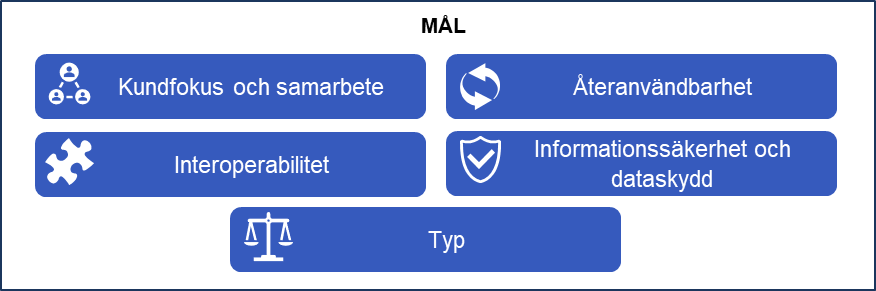 MÅL
Kundfokus och samarbete
Återanvändbarhet
Interoperabilitet
Informationssäkerhet och
dataskydd
Typ